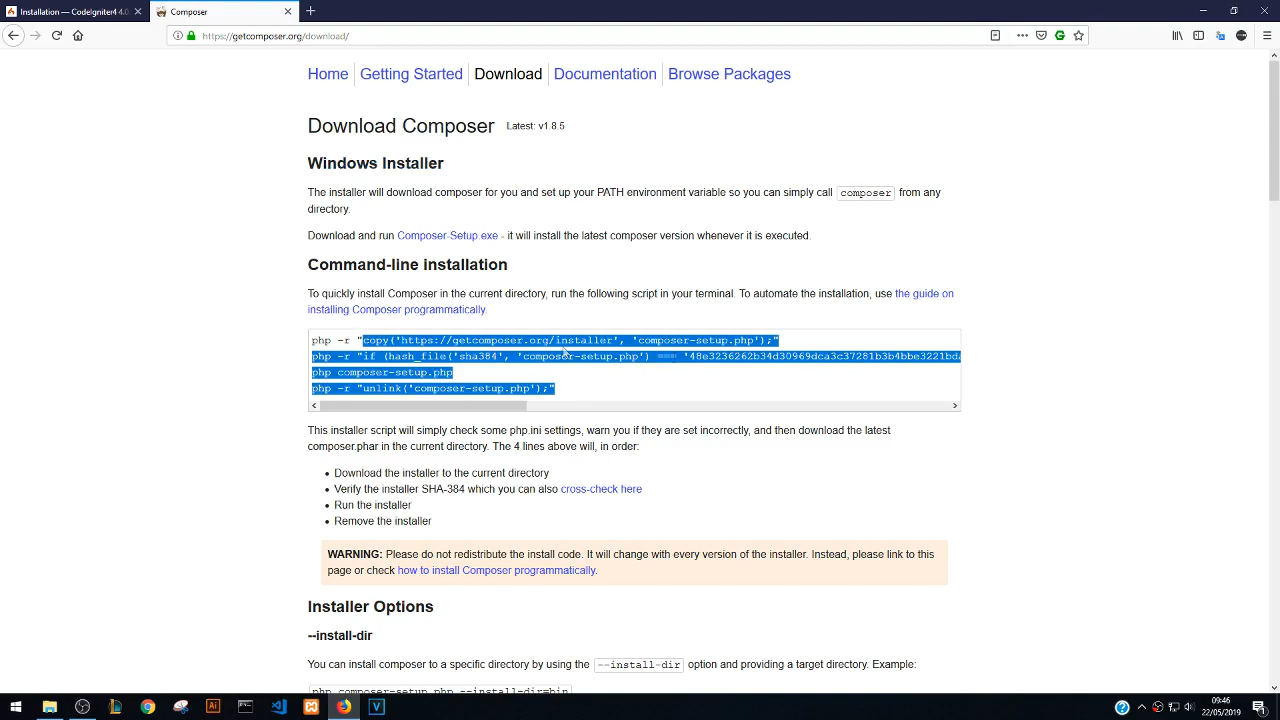 Installation — CodeIgniter4 4.0
Composer
https://getcomposer.org/download/
Home
Getting Started
Download
Documentation
Browse Packages
Download Composer Latest: v1.8.5
Windows Installer
The installer will download composer for you and set up your PATH environment variable so you can simply call composer from any
directory.
Download and run Composer-Setup.exe - it will install the latest composer version whenever it is executed.
Command-line installation
To quickly install Composer in the current directory, run the following script in your terminal. To automate the installation, use the guide on
installing Composer programmatically.
php -r "copy('https://getcomposer.org/installer', 'composer-setup.php');"
php -r "if (hash_file('sha384', 'composer-setup.php') === '48e3236262b34d30969dca3c37281b3b4bbe3221bda
php composer-setup.php
php -r "unlink('composer-setup.php');"
This installer script will simply check some php.ini settings, warn you if they are set incorrectly, and then download the latest
composer.phar in the current directory. The 4 lines above will, in order:
• Download the installer to the current directory
• Verify the installer SHA-384 which you can also cross-check here
• Run the installer
• Remove the installer
WARNING: Please do not redistribute the install code. It will change with every version of the installer. Instead, please link to this
page or check how to install Composer programmatically.
Installer Options
--install-dir
You can install composer to a specific directory by using the --install-dir option and providing a target directory. Example:
php composer-setup.php --install-dir=bin
09:46
22/05/2019